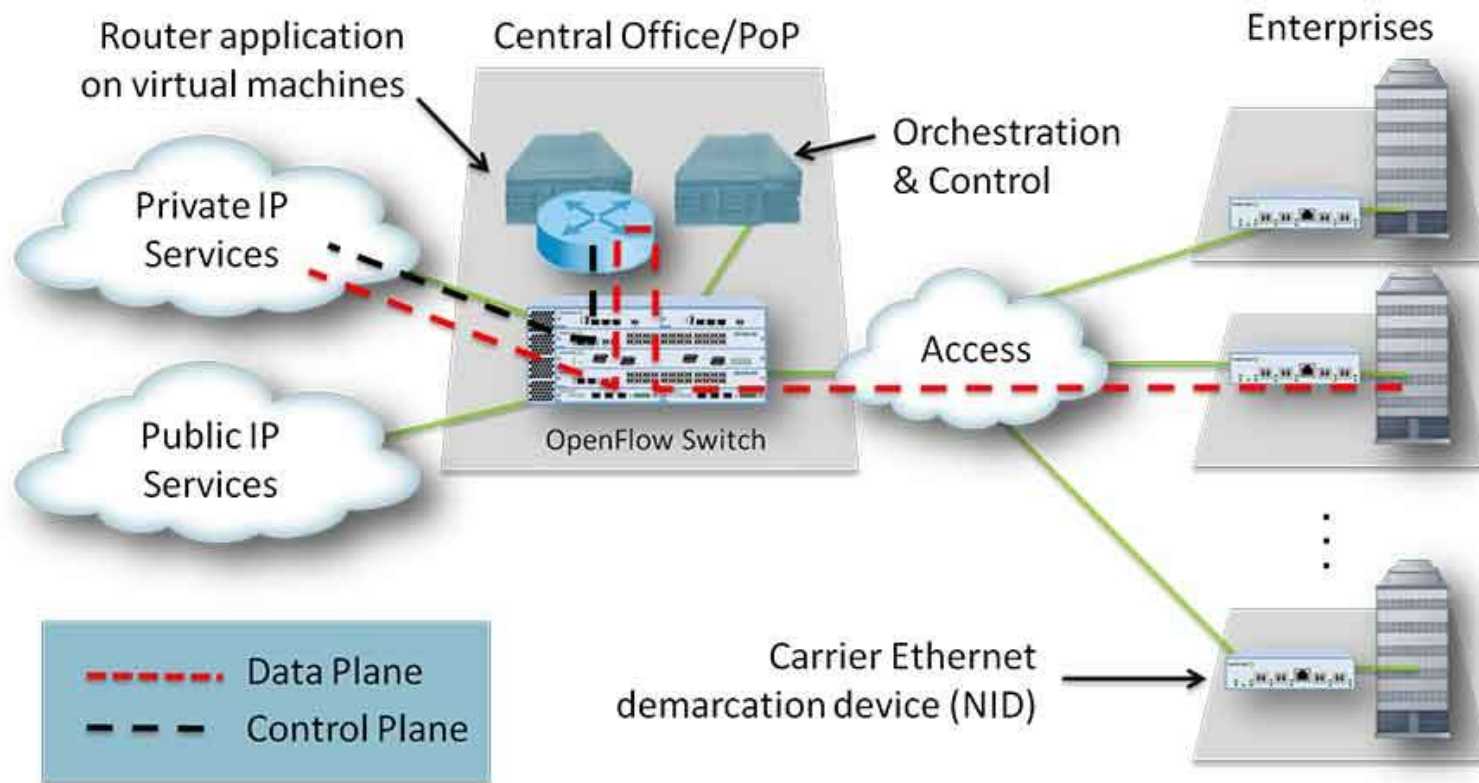 Router application
on virtual machines
Central Office/PoP
Enterprises
Orchestration
& Control
Private IP
Services
Access
Public IP
Services
OpenFlow Switch
Data Plane
Control Plane
Carrier Ethernet
demarcation device (NID)